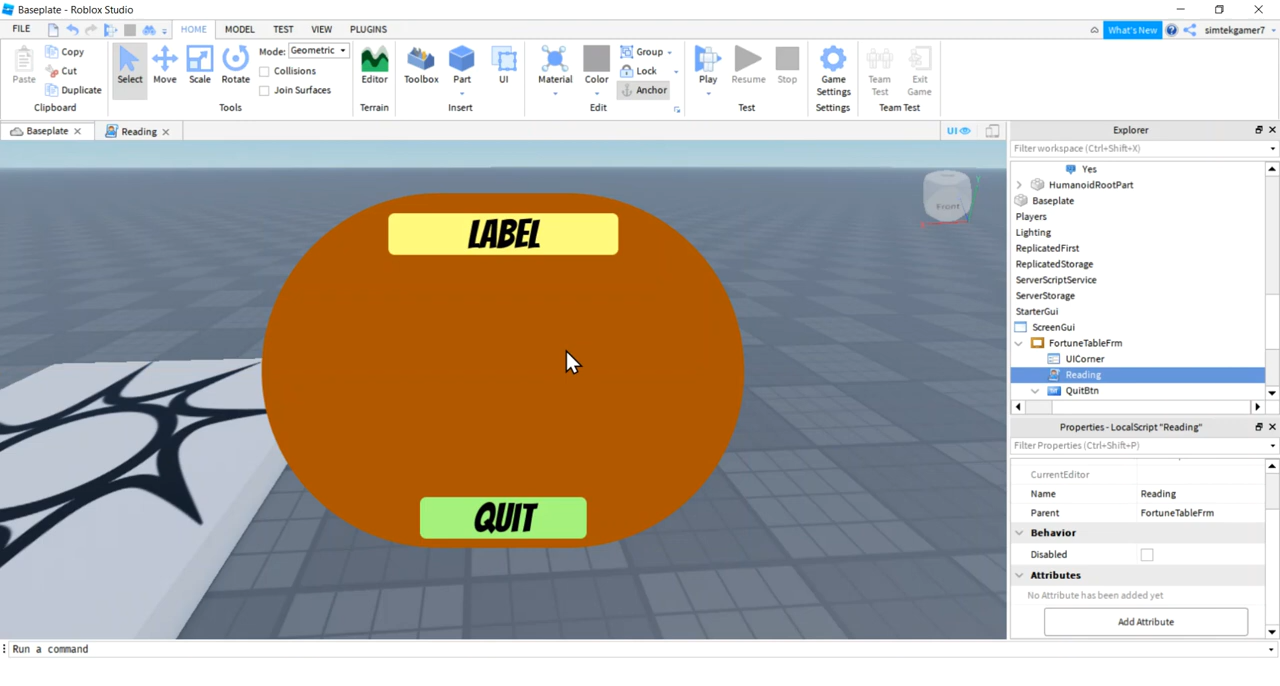 Baseplate - Roblox Studio
FILE HOME MODEL TEST VIEW PLUGINS What's New simtekgamer7
Paste Copy Cut Duplicate Clipboard
Select Move Scale Rotate Mode: Geometric Collisions Join Surfaces Tools
Editor Terrain
Toolbox Part UI Insert
Material Color Group Lock Anchor Edit
Play Resume Stop Test
Game Settings Settings
Team Test Exit Game Team Test
Baseplate Reading UI
Front
LABEL
QUIT
Explorer
Filter workspace (Ctrl+Shift+X)
Yes
HumanoidRootPart
Baseplate
Players
Lighting
ReplicatedFirst
ReplicatedStorage
ServerScriptService
ServerStorage
StarterGui
ScreenGui
FortuneTableFrm
UICorner
Reading
QuitBtn
Properties - LocalScript "Reading"
Filter Properties (Ctrl+Shift+P)
CurrentEditor
Name Reading
Parent FortuneTableFrm
Behavior
Disabled
Attributes
No Attribute has been added yet
Add Attribute
Run a command